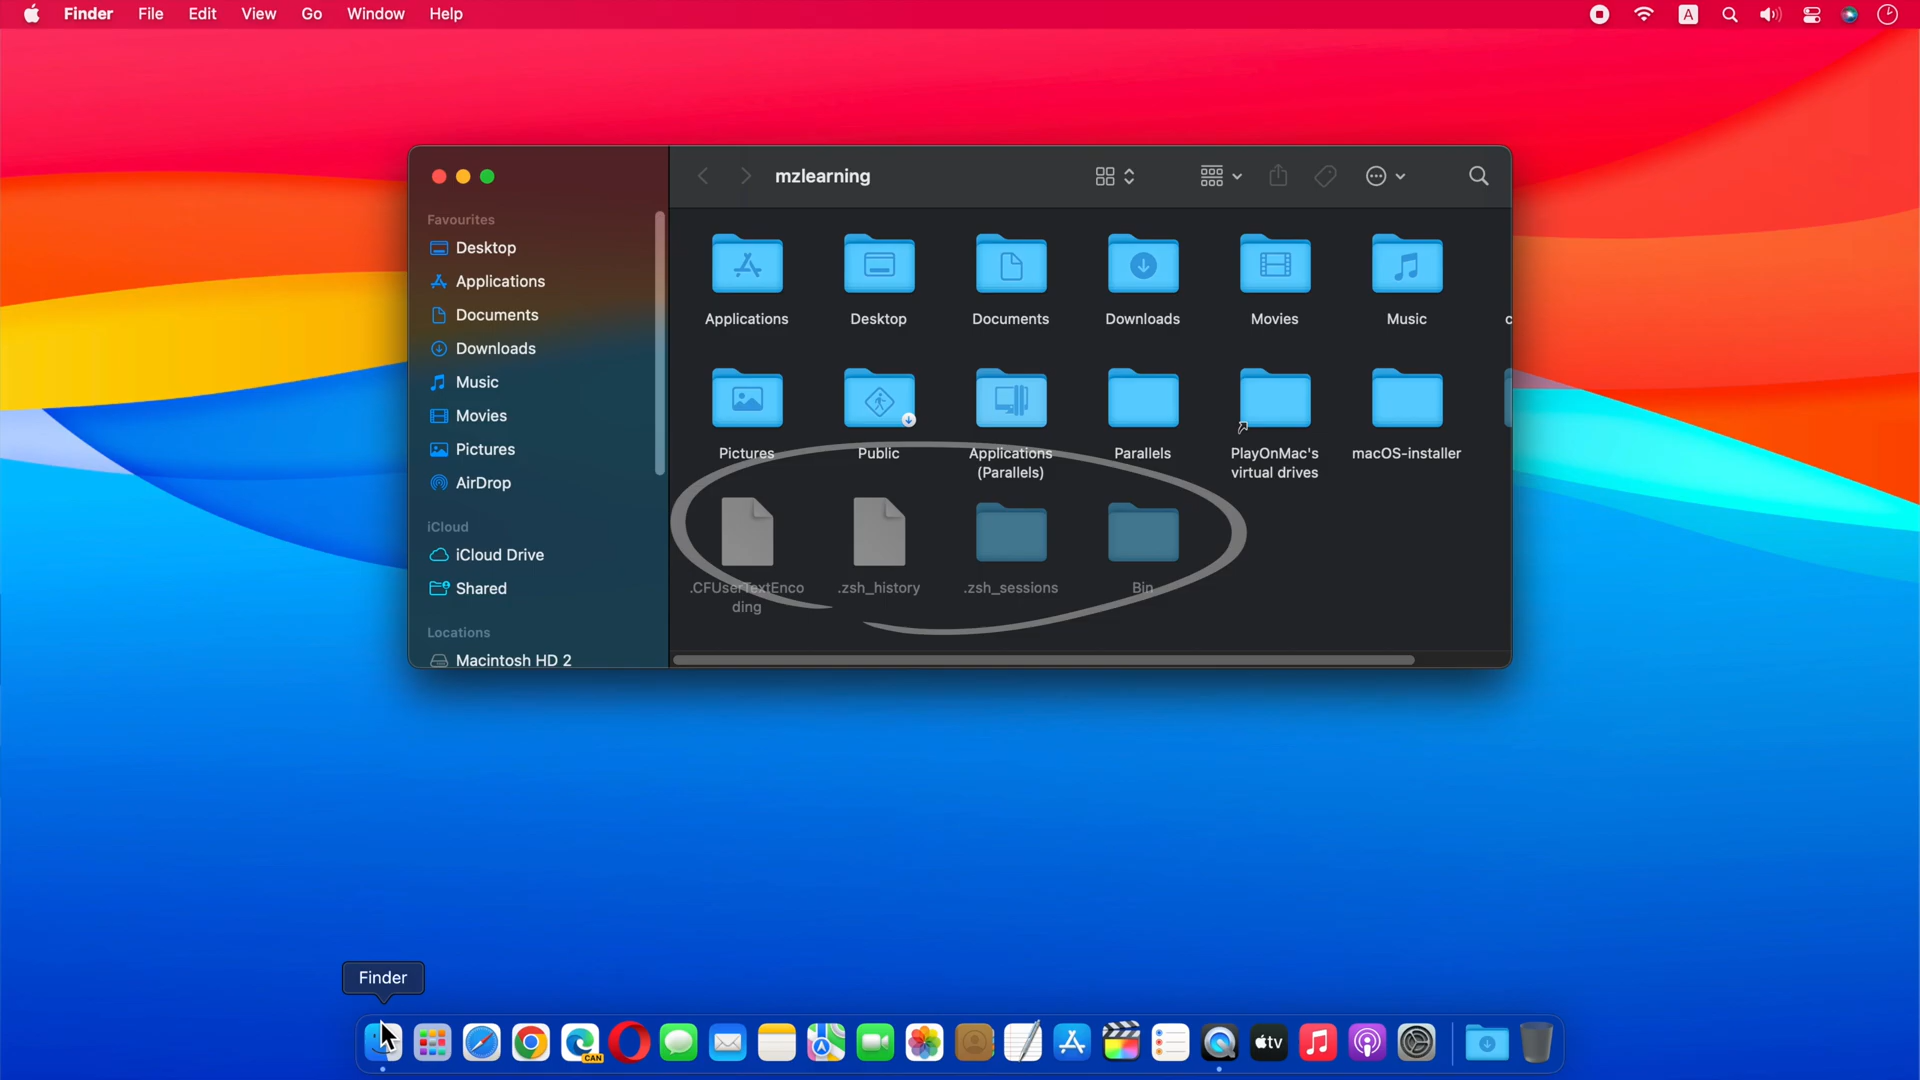 Finder File Edit View Go Window Help
A
mzlearning
Favourites
Desktop
Applications
Documents
Downloads
Music
Movies
Pictures
AirDrop
iCloud
iCloud Drive
Shared
Locations
Macintosh HD 2
Applications Desktop Documents Downloads Movies Music c
Pictures Public Applications Parallels PlayOnMac's macOS-installer
(Parallels) virtual drives
.CFUserTextEnco .zsh_history .zsh_sessions Bin
ding
Finder
CAN
tv